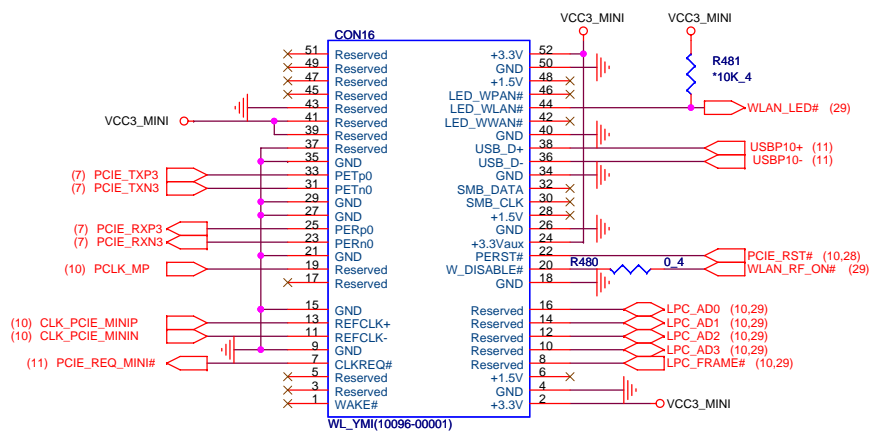 VCC3_MINI VCC3_MINI
CON16
51 Reserved +3.3V 52
49 Reserved GND 50
47 Reserved +1.5V 48
45 Reserved LED_WPAN# 46
43 Reserved LED_WLAN# 44
41 Reserved LED_WWAN# 42
39 Reserved GND 40
37 Reserved USB_D+ 38
35 GND USB_D- 36
33 PETp0 GND 34
31 PETn0 SMB_DATA 32
29 GND SMB_CLK 30
27 GND +1.5V 28
25 PERp0 GND 26
23 PERn0 +3.3Vaux 24
21 GND PERST# 22
19 Reserved W_DISABLE# 20
17 Reserved GND 18
15 GND Reserved 16
13 REFCLK+ Reserved 14
11 REFCLK- Reserved 12
9 GND Reserved 10
7 CLKREQ# Reserved 8
5 Reserved +1.5V 6
3 Reserved GND 4
1 WAKE# +3.3V 2
WL_YMI(10096-00001)
VCC3_MINI
(7) PCIE_TXP3
(7) PCIE_TXN3
(7) PCIE_RXP3
(7) PCIE_RXN3
(10) PCLK_MP
(10) CLK_PCIE_MINIP
(10) CLK_PCIE_MININ
(11) PCIE_REQ_MINI#
R481
*10K_4
WLAN_LED# (29)
USBP10+ (11)
USBP10- (11)
PCIE_RST# (10,28)
R480 0_4
WLAN_RF_ON# (29)
LPC_AD0 (10,29)
LPC_AD1 (10,29)
LPC_AD2 (10,29)
LPC_AD3 (10,29)
LPC_FRAME# (10,29)
VCC3_MINI